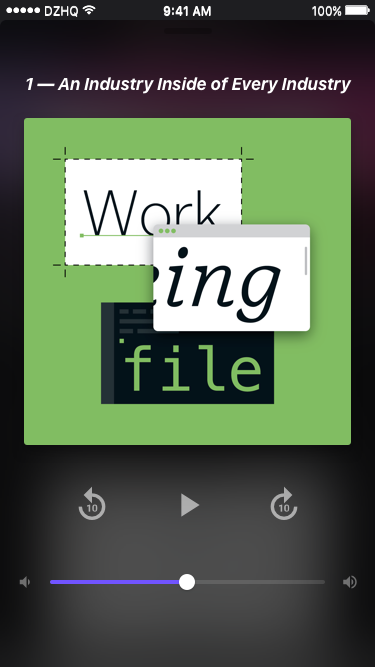 DZHQ 9:41 AM 100%
1 — An Industry Inside of Every Industry
Work
ing
file
10 10